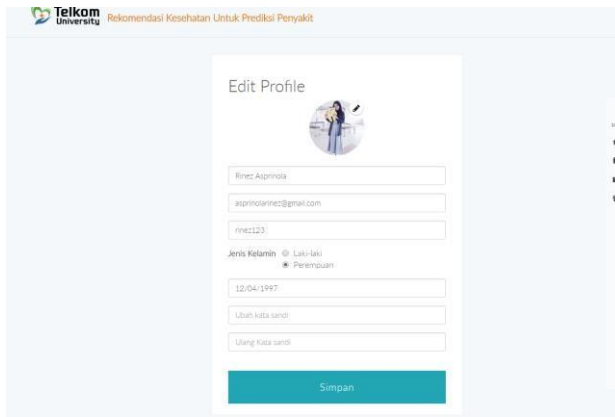 Telkom
University
Rekomendasi Kesehatan Untuk Prediksi Penyakit
Edit Profile
Rinez Asprinola
asprinolarinez@gmail.com
rinez123
Jenis Kelamin Laki-laki
Perempuan
12/04/1997
Ubah kata sandi
Ulang Kata sandi
Simpan